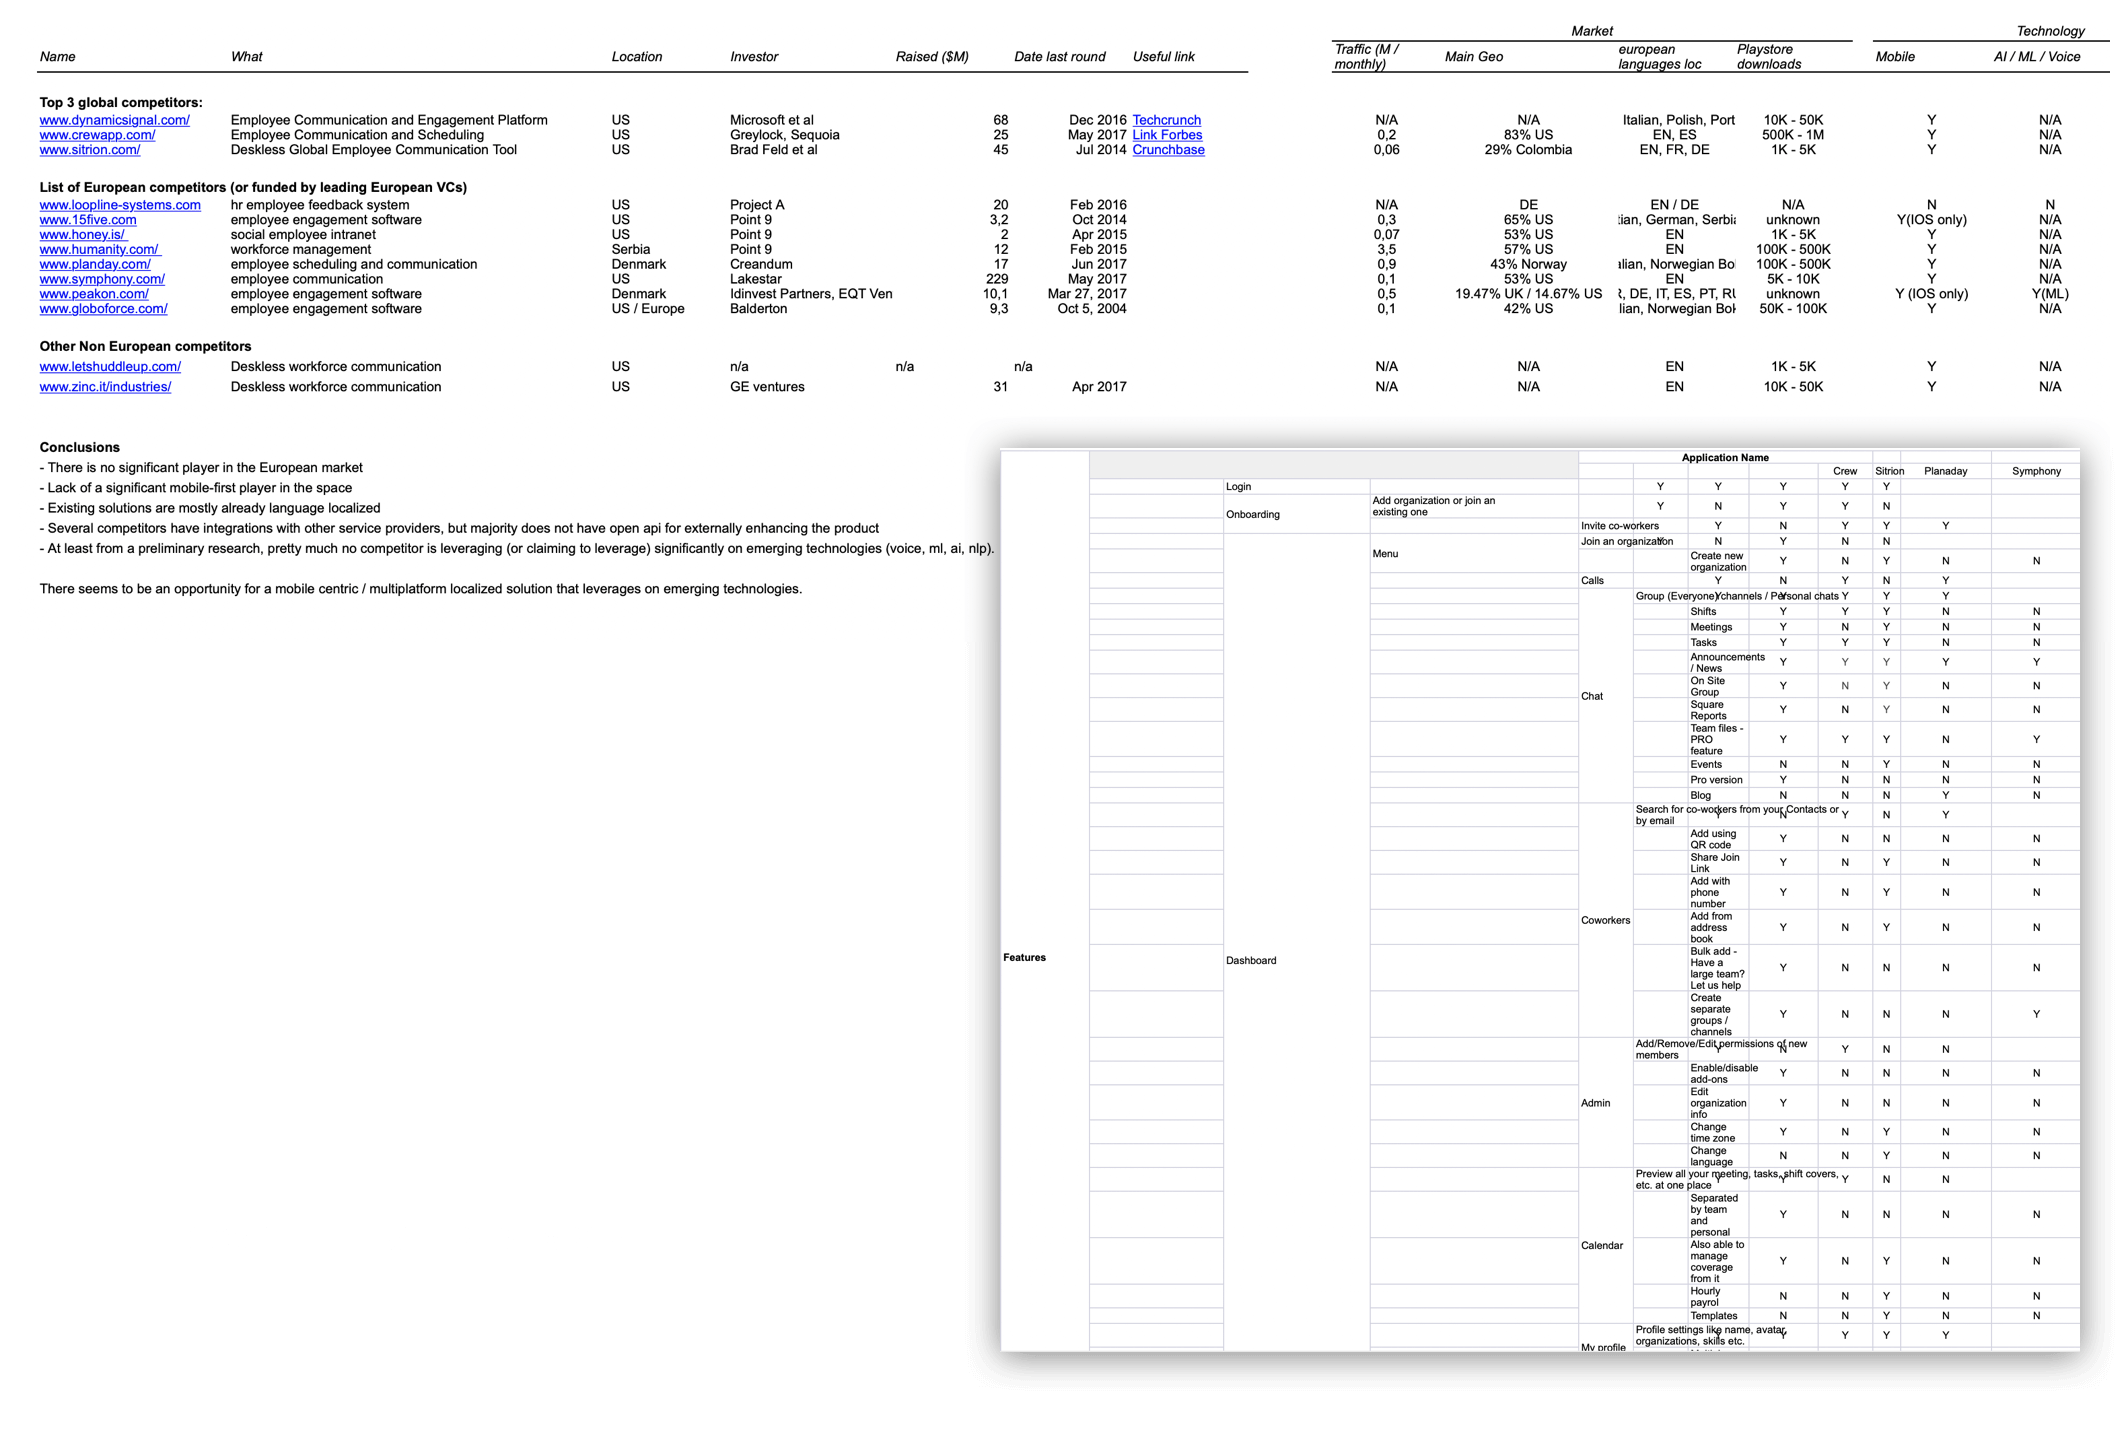 Market
Technology
Name What Location Investor Raised ($M) Date last round Useful link Traffic (M / monthly) Main Geo european languages loc Playstore downloads Mobile AI / ML / Voice
Top 3 global competitors:
www.dynamicsignal.com/ Employee Communication and Engagement Platform US Microsoft et al 68 Dec 2016 Techcrunch N/A N/A Italian, Polish, Port 10K - 50K Y N/A
www.crewapp.com/ Employee Communication and Scheduling US Greylock, Sequoia 25 May 2017 Link Forbes 0,2 83% US EN, ES 500K - 1M Y N/A
www.sitrion.com/ Deskless Global Employee Communication Tool US Brad Feld et al 45 Jul 2014 Crunchbase 0,06 29% Colombia EN, FR, DE 1K - 5K Y N/A
List of European competitors (or funded by leading European VCs)
www.loopline-systems.com hr employee feedback system US Project A 20 Feb 2016 N/A DE EN / DE N/A N N
www.15five.com employee engagement software US Point 9 3,2 Oct 2014 0,3 65% US tian, German, Serbia unknown Y(IOS only) N/A
www.honey.is/ social employee intranet US Point 9 2 Apr 2015 0,07 53% US EN 1K - 5K Y N/A
www.humanity.com/ workforce management Serbia Point 9 12 Feb 2015 3,5 57% US EN 100K - 500K Y N/A
www.planday.com/ employee scheduling and communication Denmark Creandum 17 Jun 2017 0,9 43% Norway alian, Norwegian Bo 100K - 500K Y N/A
www.symphony.com/ employee communication US Lakestar 229 May 2017 0,1 53% US EN 5K - 10K Y N/A
www.peakon.com/ employee engagement software Denmark Idinvest Partners, EQT Ven 10,1 Mar 27, 2017 0,5 19.47% UK / 14.67% US R, DE, IT, ES, PT, RU unknown Y (IOS only) Y(ML)
www.globoforce.com/ employee engagement software US / Europe Balderton 9,3 Oct 5, 2004 0,1 42% US lian, Norwegian Bok 50K - 100K Y N/A
Other Non European competitors
www.letshuddleup.com/ Deskless workforce communication US n/a n/a n/a N/A N/A EN 1K - 5K Y N/A
www.zinc.it/industries/ Deskless workforce communication US GE ventures 31 Apr 2017 N/A N/A EN 10K - 50K Y N/A
Conclusions
- There is no significant player in the European market
- Lack of a significant mobile-first player in the space
- Existing solutions are mostly already language localized
- Several competitors have integrations with other service providers, but majority does not have open api for externally enhancing the product
- At least from a preliminary research, pretty much no competitor is leveraging (or claiming to leverage) significantly on emerging technologies (voice, ml, ai, nlp).
There seems to be an opportunity for a mobile centric / multiplatform localized solution that leverages on emerging technologies.
Application Name
Crew Sitrion Planaday Symphony
Login Y Y Y Y Y
Onboarding
Add organization or join an
existing one Y N Y Y N
Invite co-workers Y N Y Y Y
Join an organization Y N Y N N
Menu
Create new
organization Y N Y N N
Calls Y N Y N Y
Chat
Group (Everyone) channels / Personal chats Y Y Y Y Y
Shifts Y Y Y N N
Meetings Y N Y N N
Tasks Y Y Y N N
Announcements
/ News Y Y Y Y Y
On Site
Group Y N Y N N
Square
Reports Y N Y N N
Team files -
PRO
feature Y Y Y N Y
Events N N Y N N
Pro version Y N N N N
Blog N N N Y N
Search for co-workers from your Contacts or
by email Y N Y N Y
Add using
QR code Y N N N N
Share Join
Link Y N Y N N
Add with
phone
number Y N Y N N
Coworkers
Add from
address
book Y N Y N N
Features
Dashboard
Bulk add -
Have a
large team?
Let us help Y N N N N
Create
separate
groups /
channels Y N N N Y
Add/Remove/Edit permissions of new
members Y N Y N N
Enable/disable
add-ons Y N N N N
Admin
Edit
organization
info Y N N N N
Change
time zone Y N Y N N
Change
language N N Y N N
Preview all your meeting, tasks, shift covers,
etc. at one place Y Y Y N N
Separated
by team
and
personal Y N N N N
Calendar
Also able to
manage
coverage
from it Y N Y N N
Hourly
payrol N N Y N N
Templates N N Y N N
Profile settings like name, avatar,
organizations, skills etc. Y Y Y Y Y
My profile